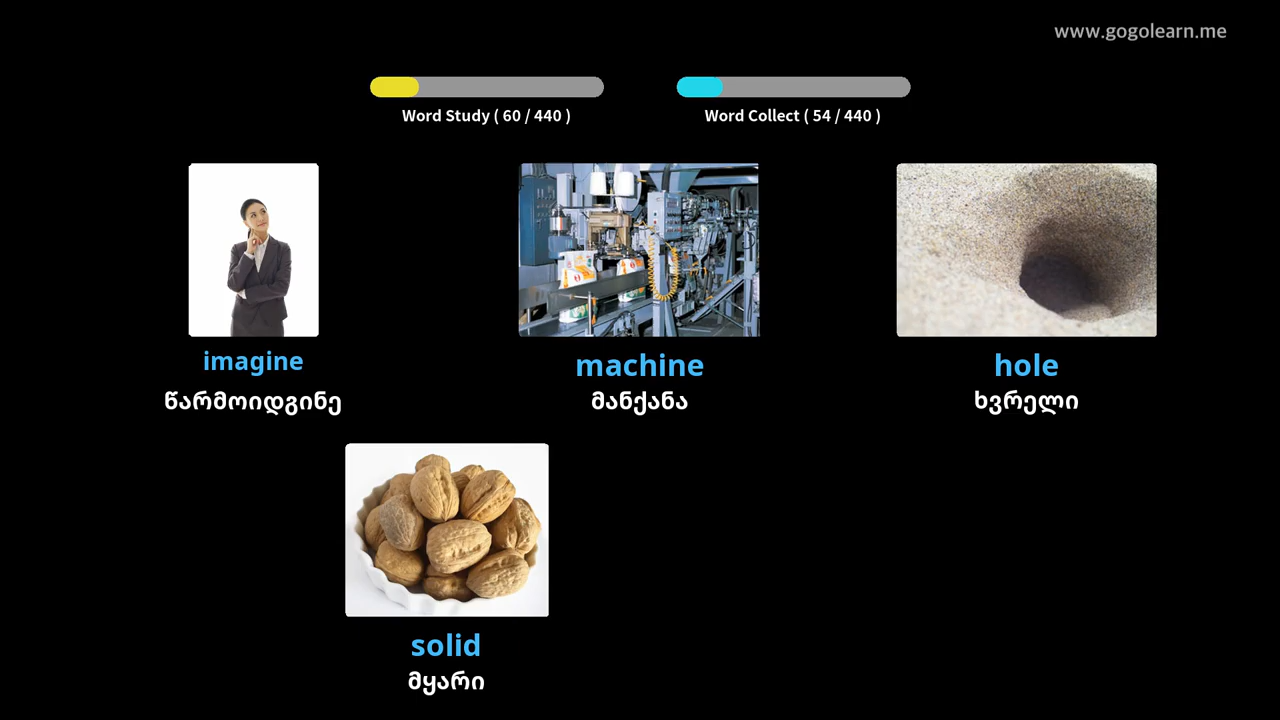 www.gogolearn.me
Word Study ( 60 / 440 )
Word Collect ( 54 / 440 )
imagine
წარმოიდგინე
machine
მანქანა
hole
ხვრელი
solid
მყარი